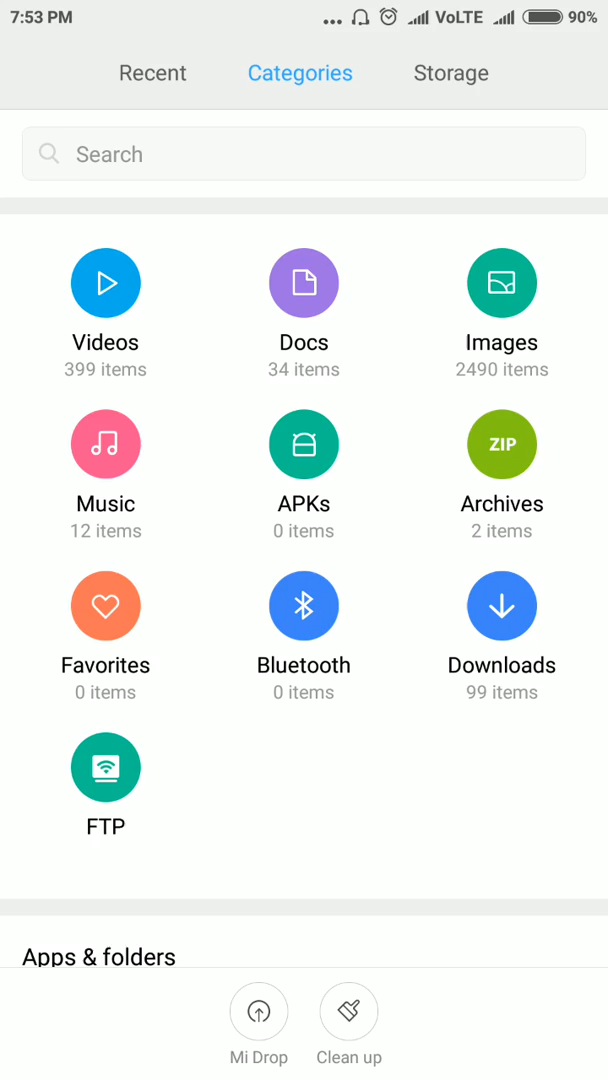 7:53 PM ... VoLTE 90%
Recent Categories Storage
Search
Videos Docs Images
399 items 34 items 2490 items
ZIP
Music APKs Archives
12 items 0 items 2 items
Favorites Bluetooth Downloads
0 items 0 items 99 items
FTP
Apps & folders
Mi Drop Clean up